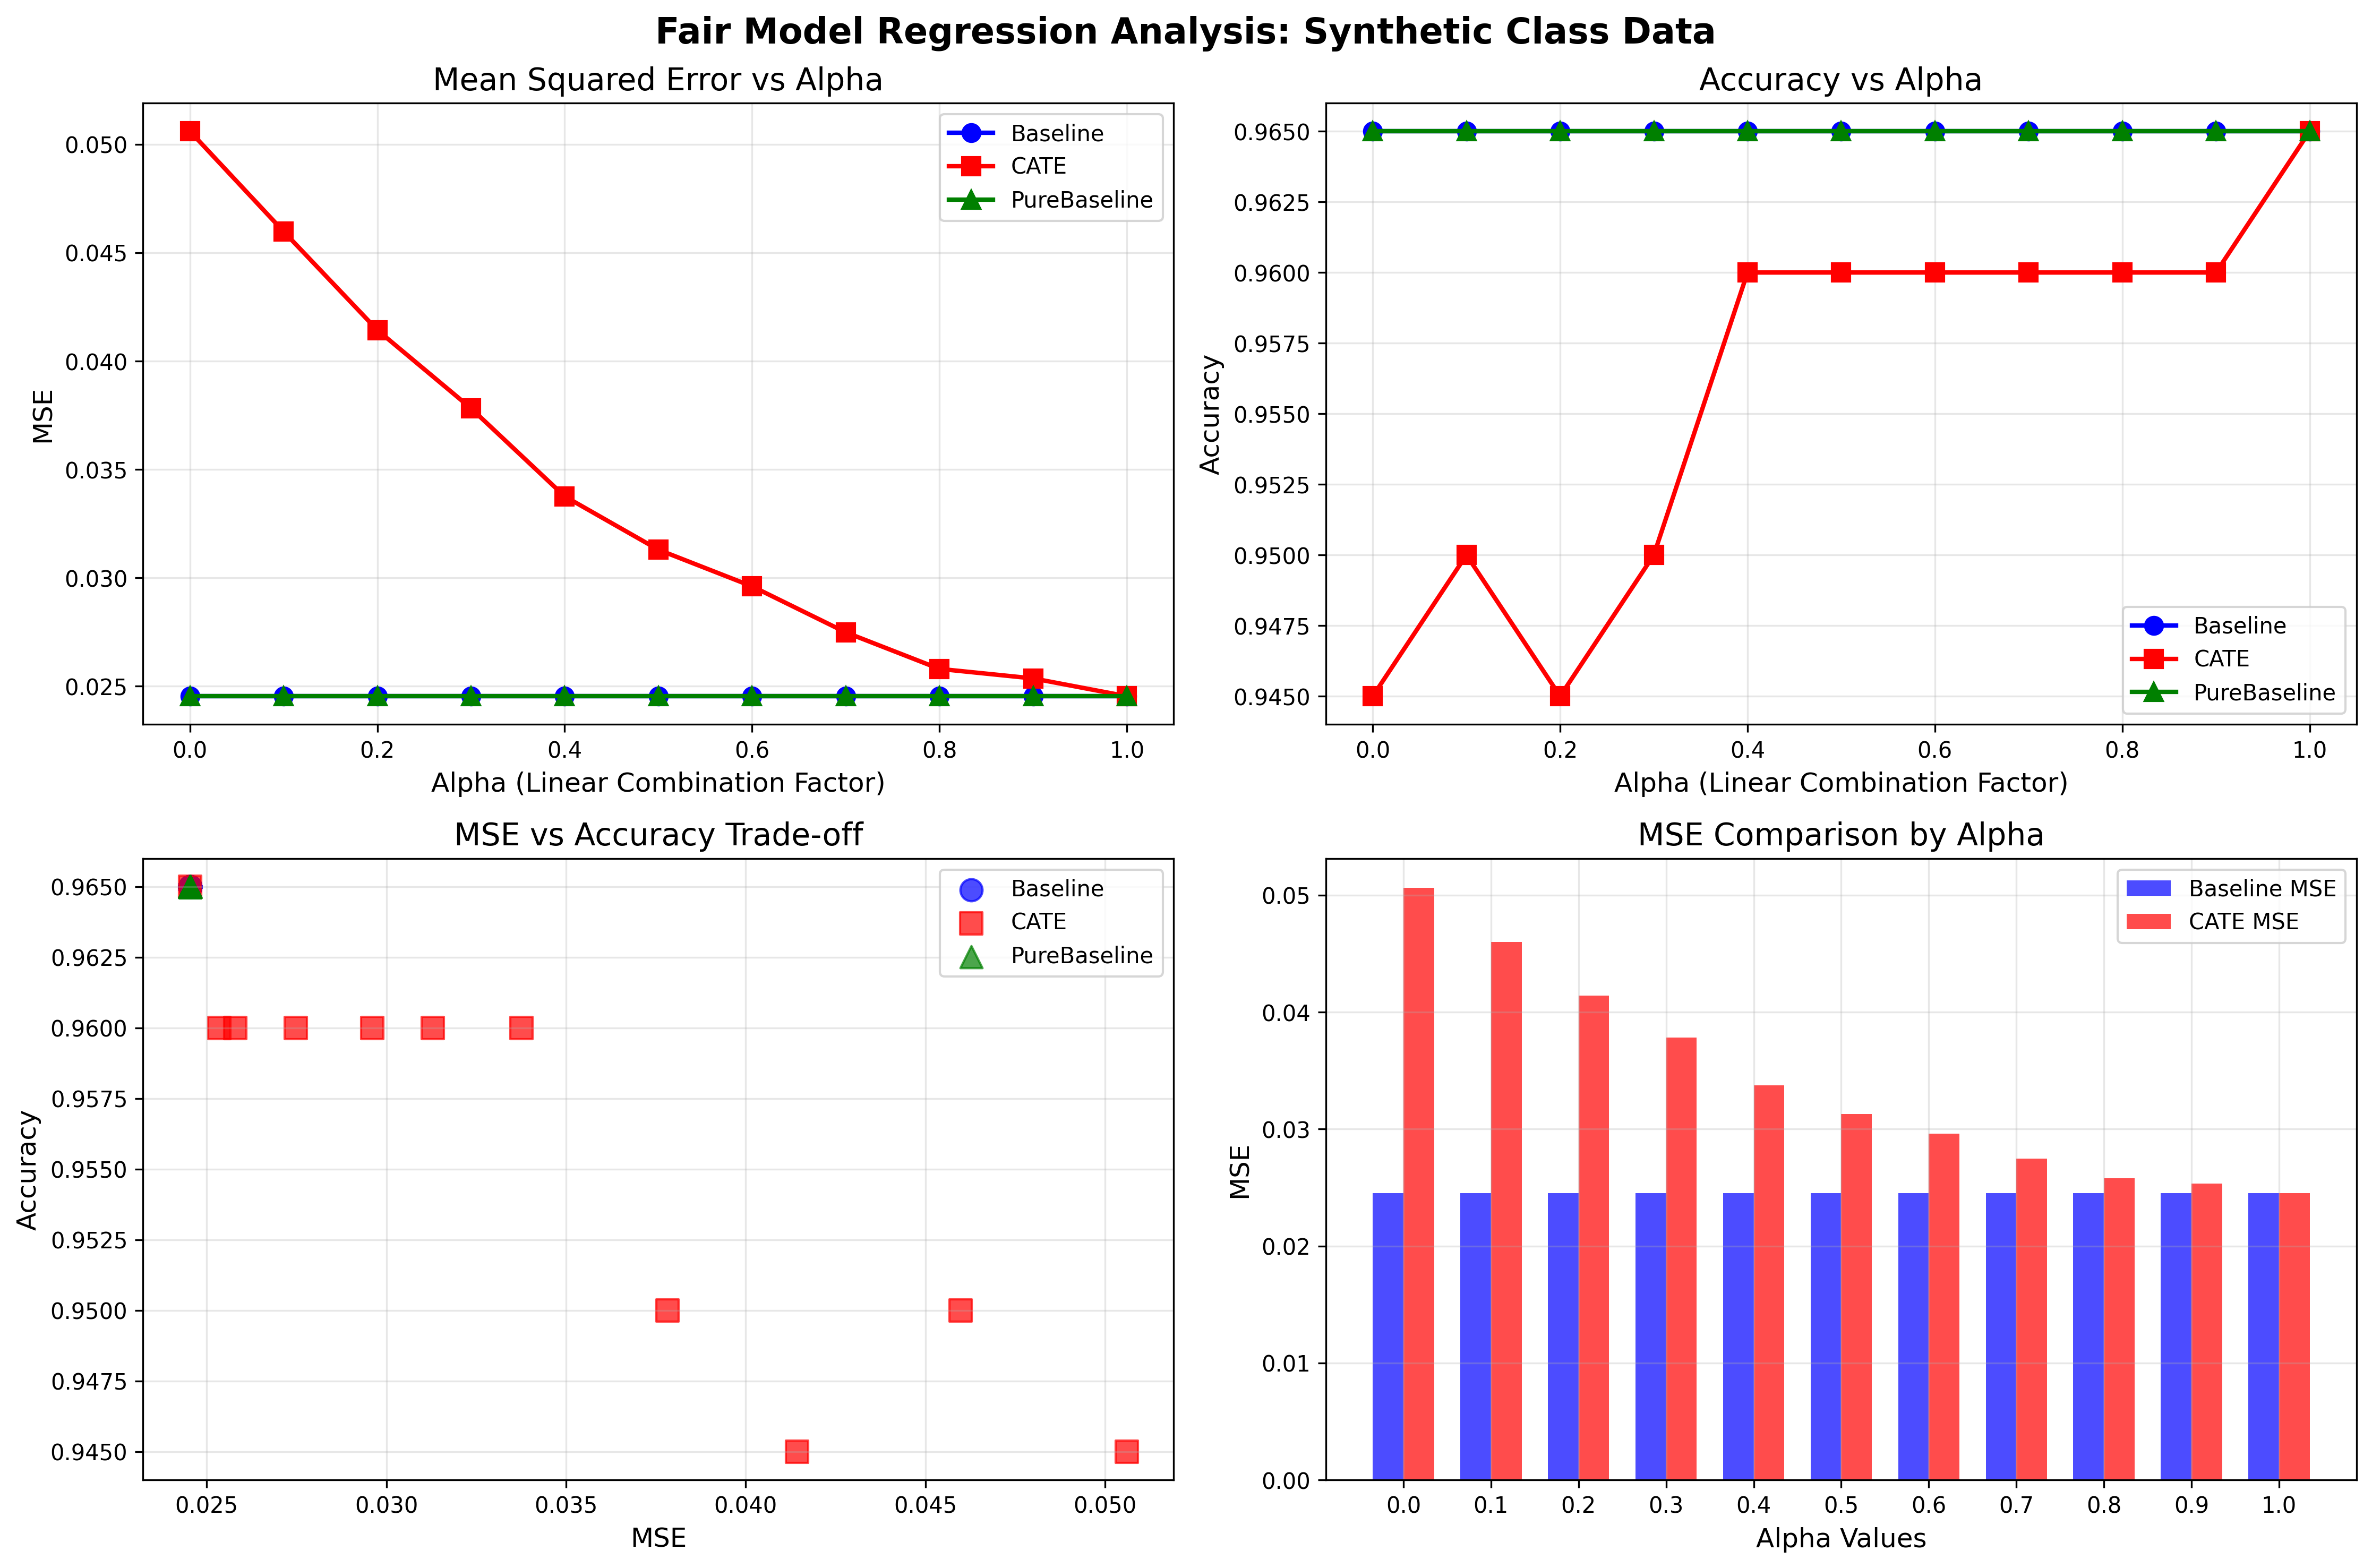 Fair Model Regression Analysis: Synthetic Class Data
Mean Squared Error vs Alpha
MSE
0.050
0.045
0.040
0.035
0.030
0.025
0.0 0.2 0.4 0.6 0.8 1.0
Alpha (Linear Combination Factor)
Baseline
CATE
PureBaseline
Accuracy vs Alpha
Accuracy
0.9650
0.9625
0.9600
0.9575
0.9550
0.9525
0.9500
0.9475
0.9450
0.0 0.2 0.4 0.6 0.8 1.0
Alpha (Linear Combination Factor)
Baseline
CATE
PureBaseline
MSE vs Accuracy Trade-off
Accuracy
0.9650
0.9625
0.9600
0.9575
0.9550
0.9525
0.9500
0.9475
0.9450
0.025 0.030 0.035 0.040 0.045 0.050
MSE
Baseline
CATE
PureBaseline
MSE Comparison by Alpha
MSE
0.05
0.04
0.03
0.02
0.01
0.00
0.0 0.1 0.2 0.3 0.4 0.5 0.6 0.7 0.8 0.9 1.0
Alpha Values
Baseline MSE
CATE MSE